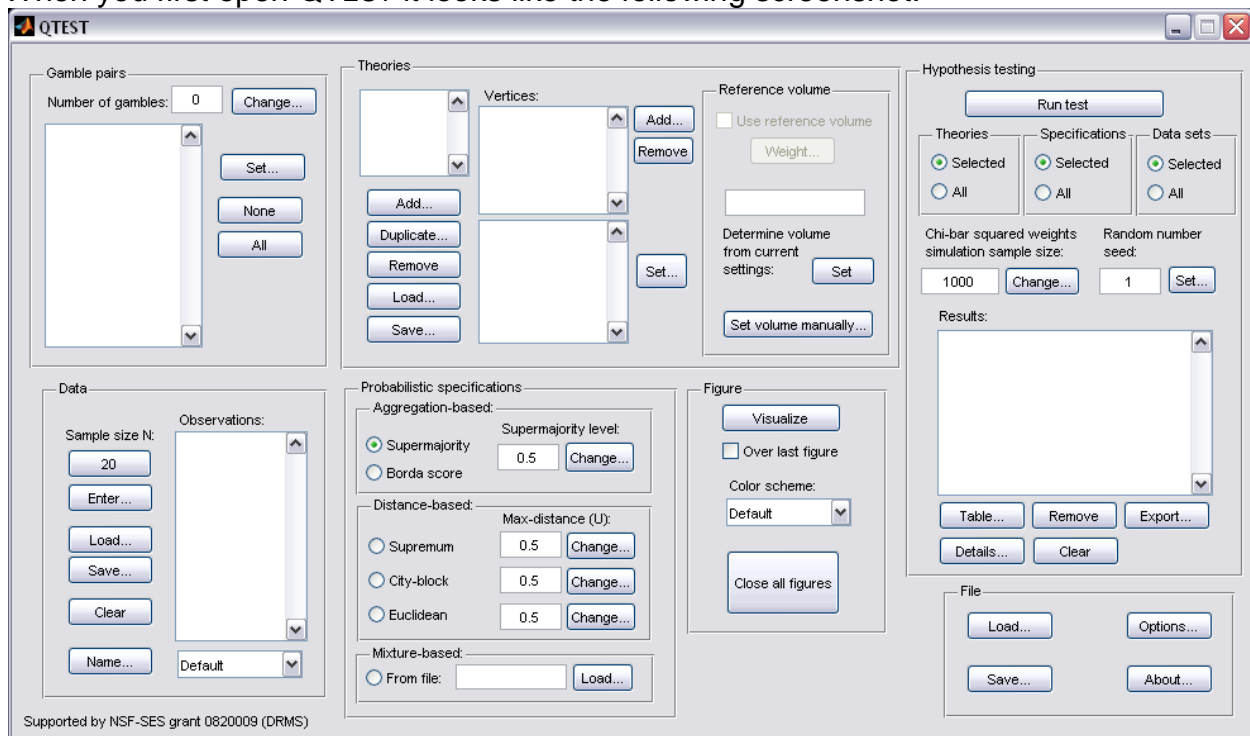 When you first open QTEST it looks like the following screenshot:
QTEST
Gamble pairs
Number of gambles: 0 Change...
Set...
None
All
Theories
Vertices:
Add...
Remove
Add...
Duplicate...
Remove
Load...
Save...
Set...
Reference volume
Use reference volume
Weight...
Determine volume
from current
settings: Set
Set volume manually...
Hypothesis testing
Run test
Theories
Selected
All
Specifications
Selected
All
Data sets
Selected
All
Chi-bar squared weights
simulation sample size:
1000 Change...
Random number
seed:
1 Set...
Results:
Table... Remove Export...
Details... Clear
Data
Sample size N:
20
Enter...
Load...
Save...
Clear
Name...
Observations:
Default
Probabilistic specifications
Aggregation-based:
Supermajority level:
Supermajority 0.5 Change...
Borda score
Distance-based:
Max-distance (U):
Supremum 0.5 Change...
City-block 0.5 Change...
Euclidean 0.5 Change...
Mixture-based:
From file: Load...
Figure
Visualize
Over last figure
Color scheme:
Default
Close all figures
File
Load... Options...
Save... About...
Supported by NSF-SES grant 0820009 (DRMS)